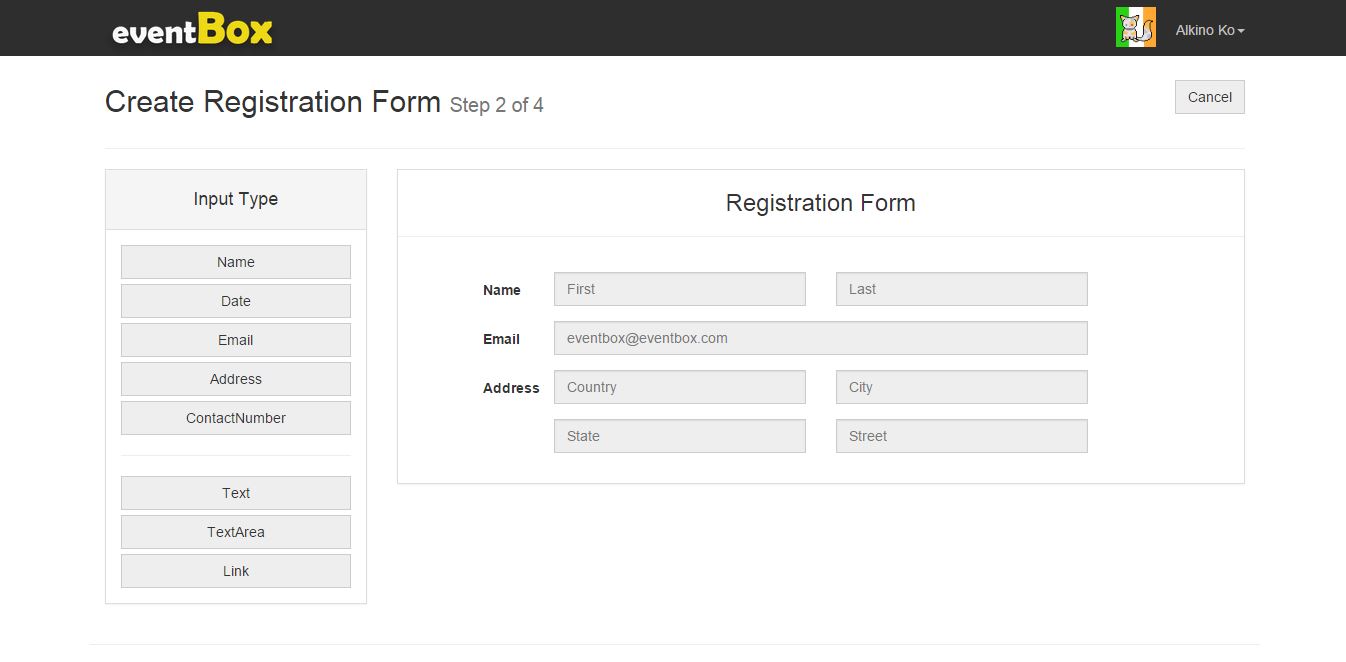 eventBox
Alkino Ko
Create Registration Form Step 2 of 4
Cancel
Input Type
Name
Date
Email
Address
ContactNumber
Text
TextArea
Link
Registration Form
Name First Last
Email eventbox@eventbox.com
Address Country City
State Street